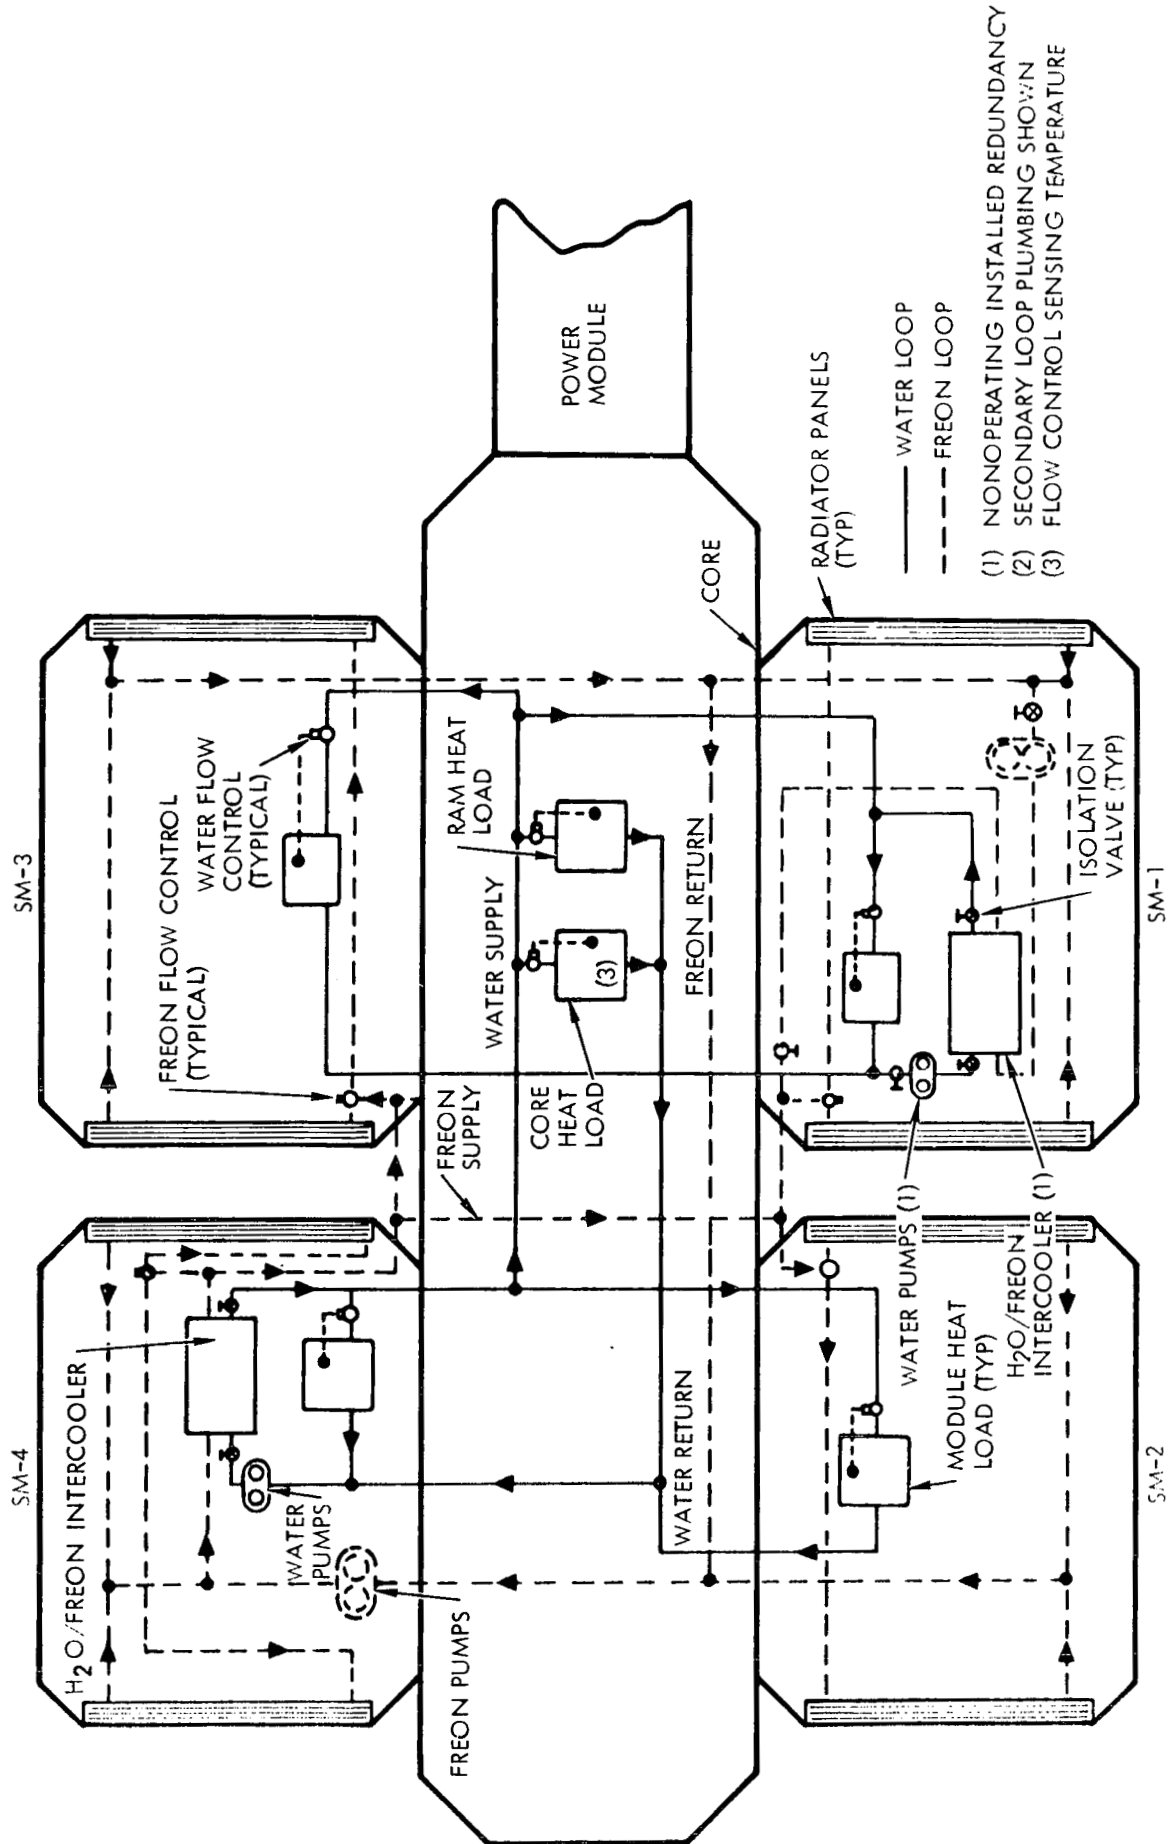 SM-4
SM-3
H2O/FREON INTERCOOLER
FREON FLOW CONTROL
(TYPICAL)
WATER FLOW
CONTROL
(TYPICAL)
WATER
PUMPS
FREON PUMPS
FREON
SUPPLY
WATER SUPPLY
CORE
HEAT
LOAD
RAM HEAT
LOAD
(3)
POWER
MODULE
WATER RETURN
FREON RETURN
CORE
RADIATOR PANELS
(TYP)
WATER LOOP
FREON LOOP
MODULE HEAT
LOAD (TYP)
WATER PUMPS (1)
H2O/FREON
INTERCOOLER (1)
ISOLATION
VALVE (TYP)
(1) NONOPERATING INSTALLED REDUNDANCY
(2) SECONDARY LOOP PLUMBING SHOWN
(3) FLOW CONTROL SENSING TEMPERATURE
SM-2
SM-1